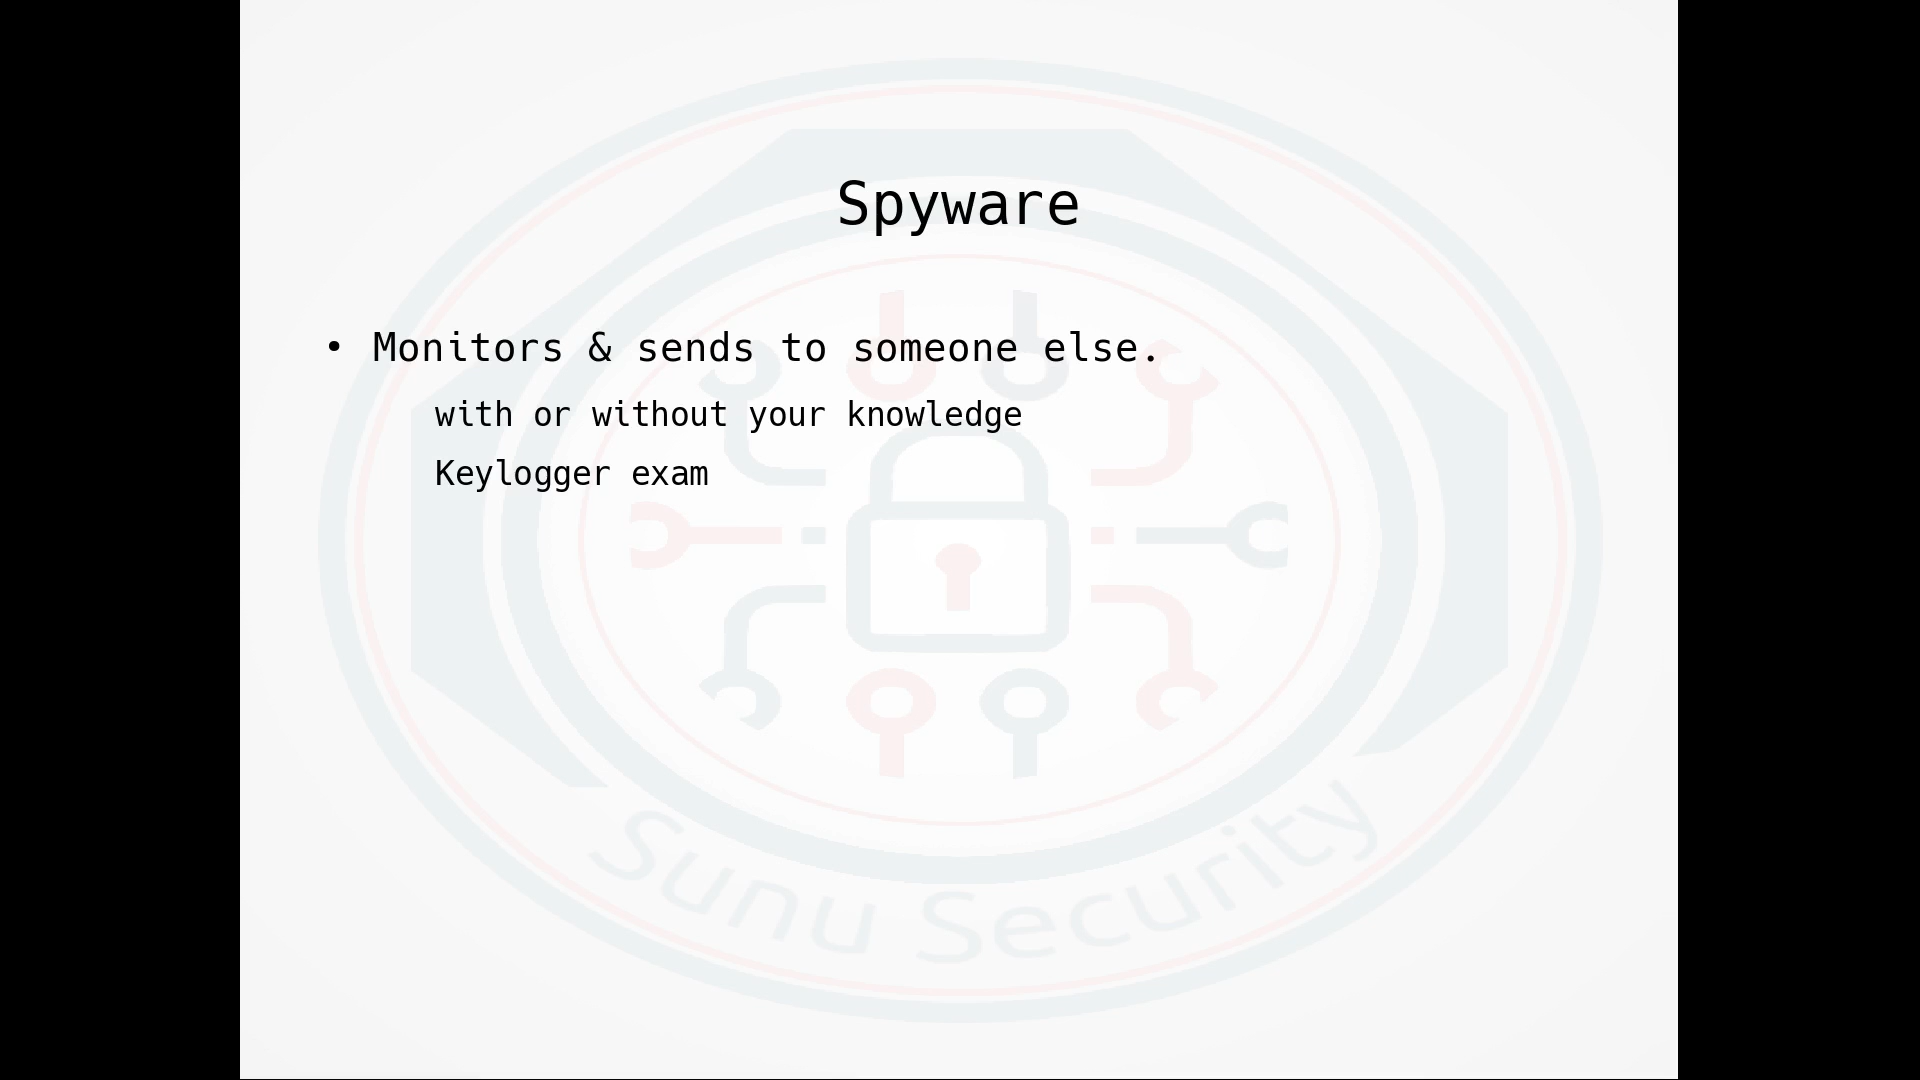 Spyware
• Monitors & sends to someone else.
with or without your knowledge
Keylogger exam
Sunu Security